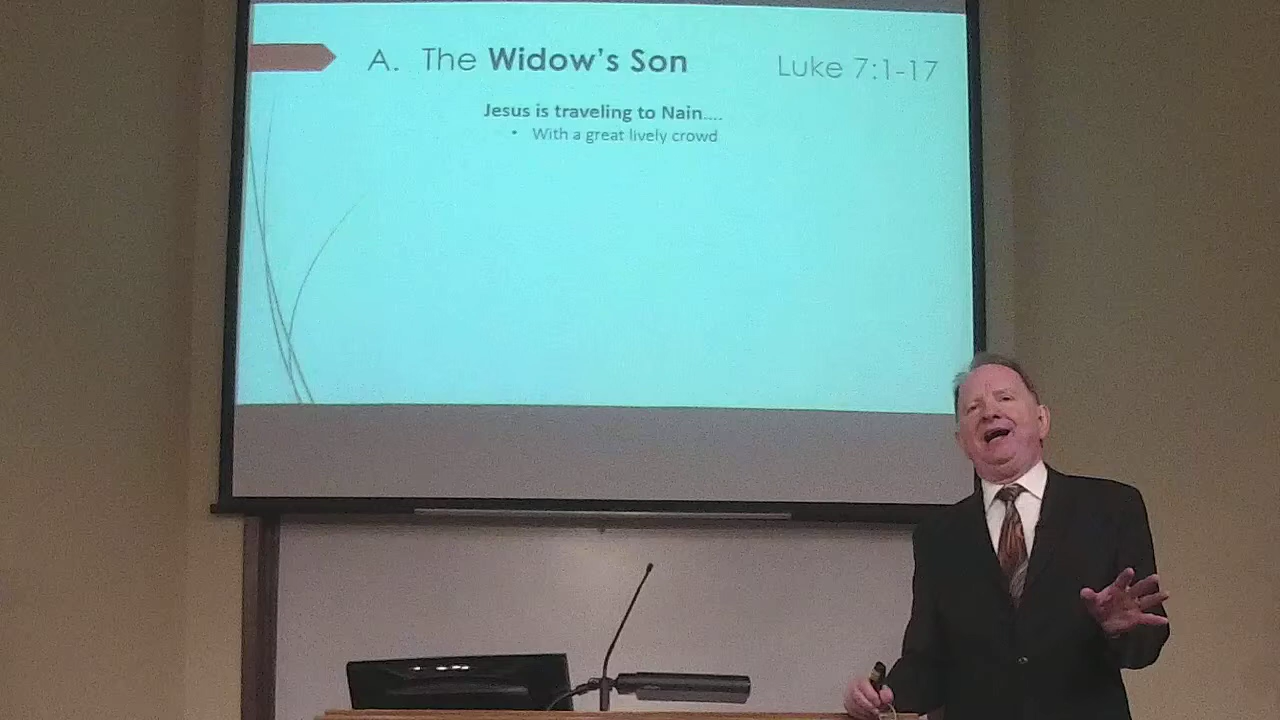 A. The Widow's Son
Luke 7:1-17
Jesus is traveling to Nain....
• With a great lively crowd